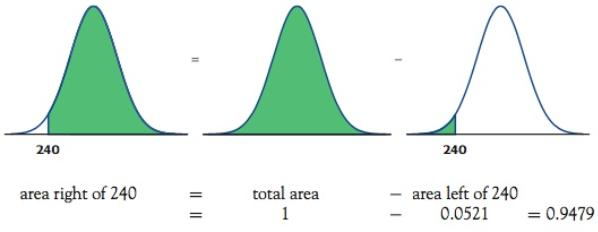 = −
240 240
area right of 240 = total area − area left of 240
= 1 − 0.0521 = 0.9479